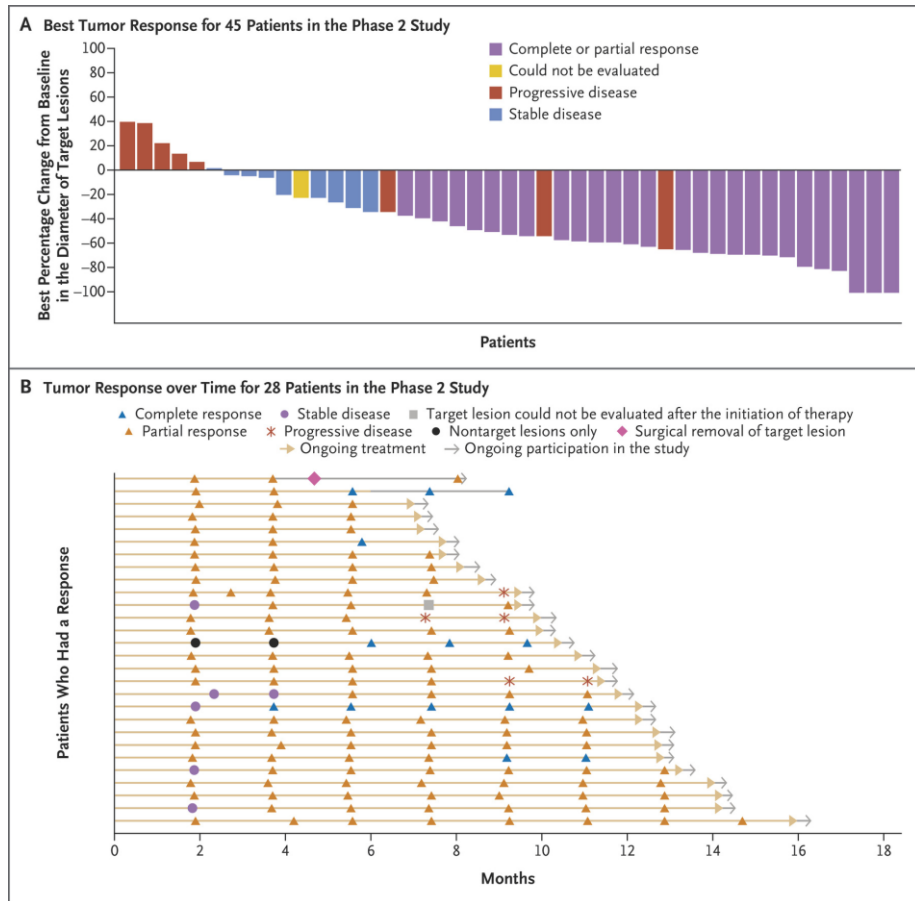 A Best Tumor Response for 45 Patients in the Phase 2 Study
Best Percentage Change from Baseline
in the Diameter of Target Lesions
100
80
60
40
20
0
−20
−40
−60
−80
−100
Complete or partial response
Could not be evaluated
Progressive disease
Stable disease
Patients
B Tumor Response over Time for 28 Patients in the Phase 2 Study
Complete response Stable disease Target lesion could not be evaluated after the initiation of therapy
Partial response Progressive disease Nontarget lesions only Surgical removal of target lesion
Ongoing treatment Ongoing participation in the study
Patients Who Had a Response
0 2 4 6 8 10 12 14 16 18
Months